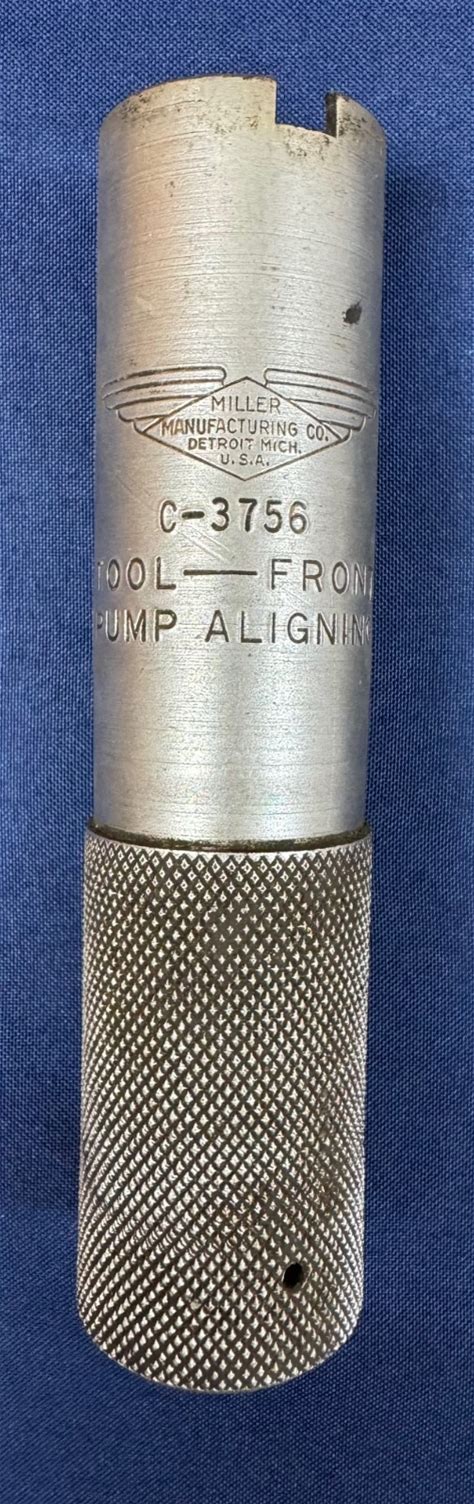 MILLER
MANUFACTURING CO.
DETROIT MICH.
U.S.A.
C-3756
TOOL—FRONT
PUMP ALIGNING